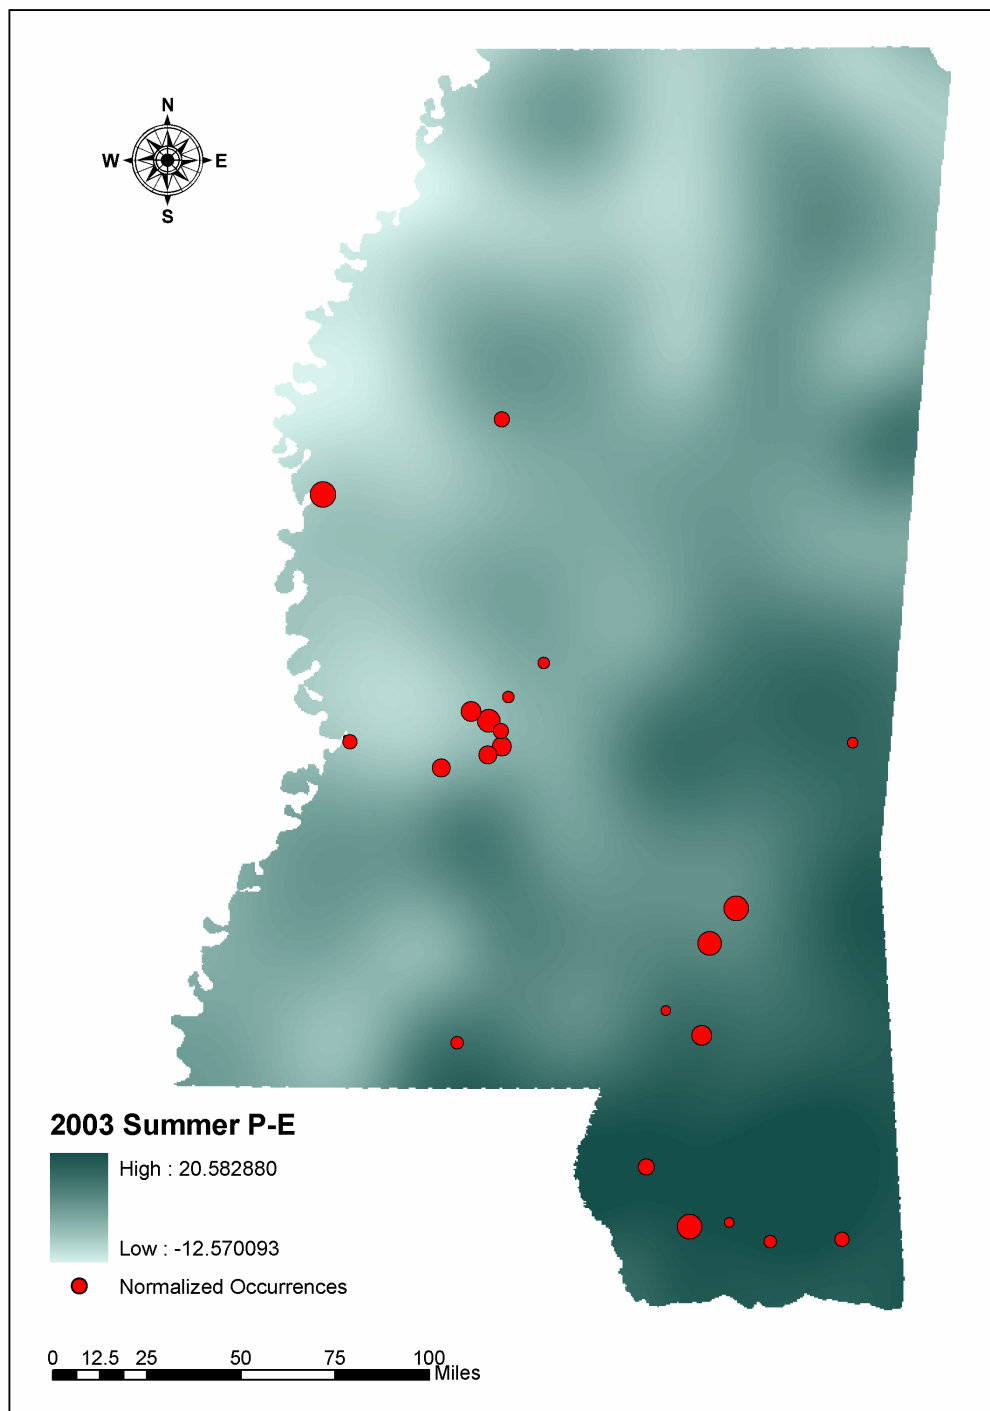 N
W E
S
2003 Summer P-E
High : 20.582880
Low : -12.570093
Normalized Occurrences
0 12.5 25 50 75 100
Miles